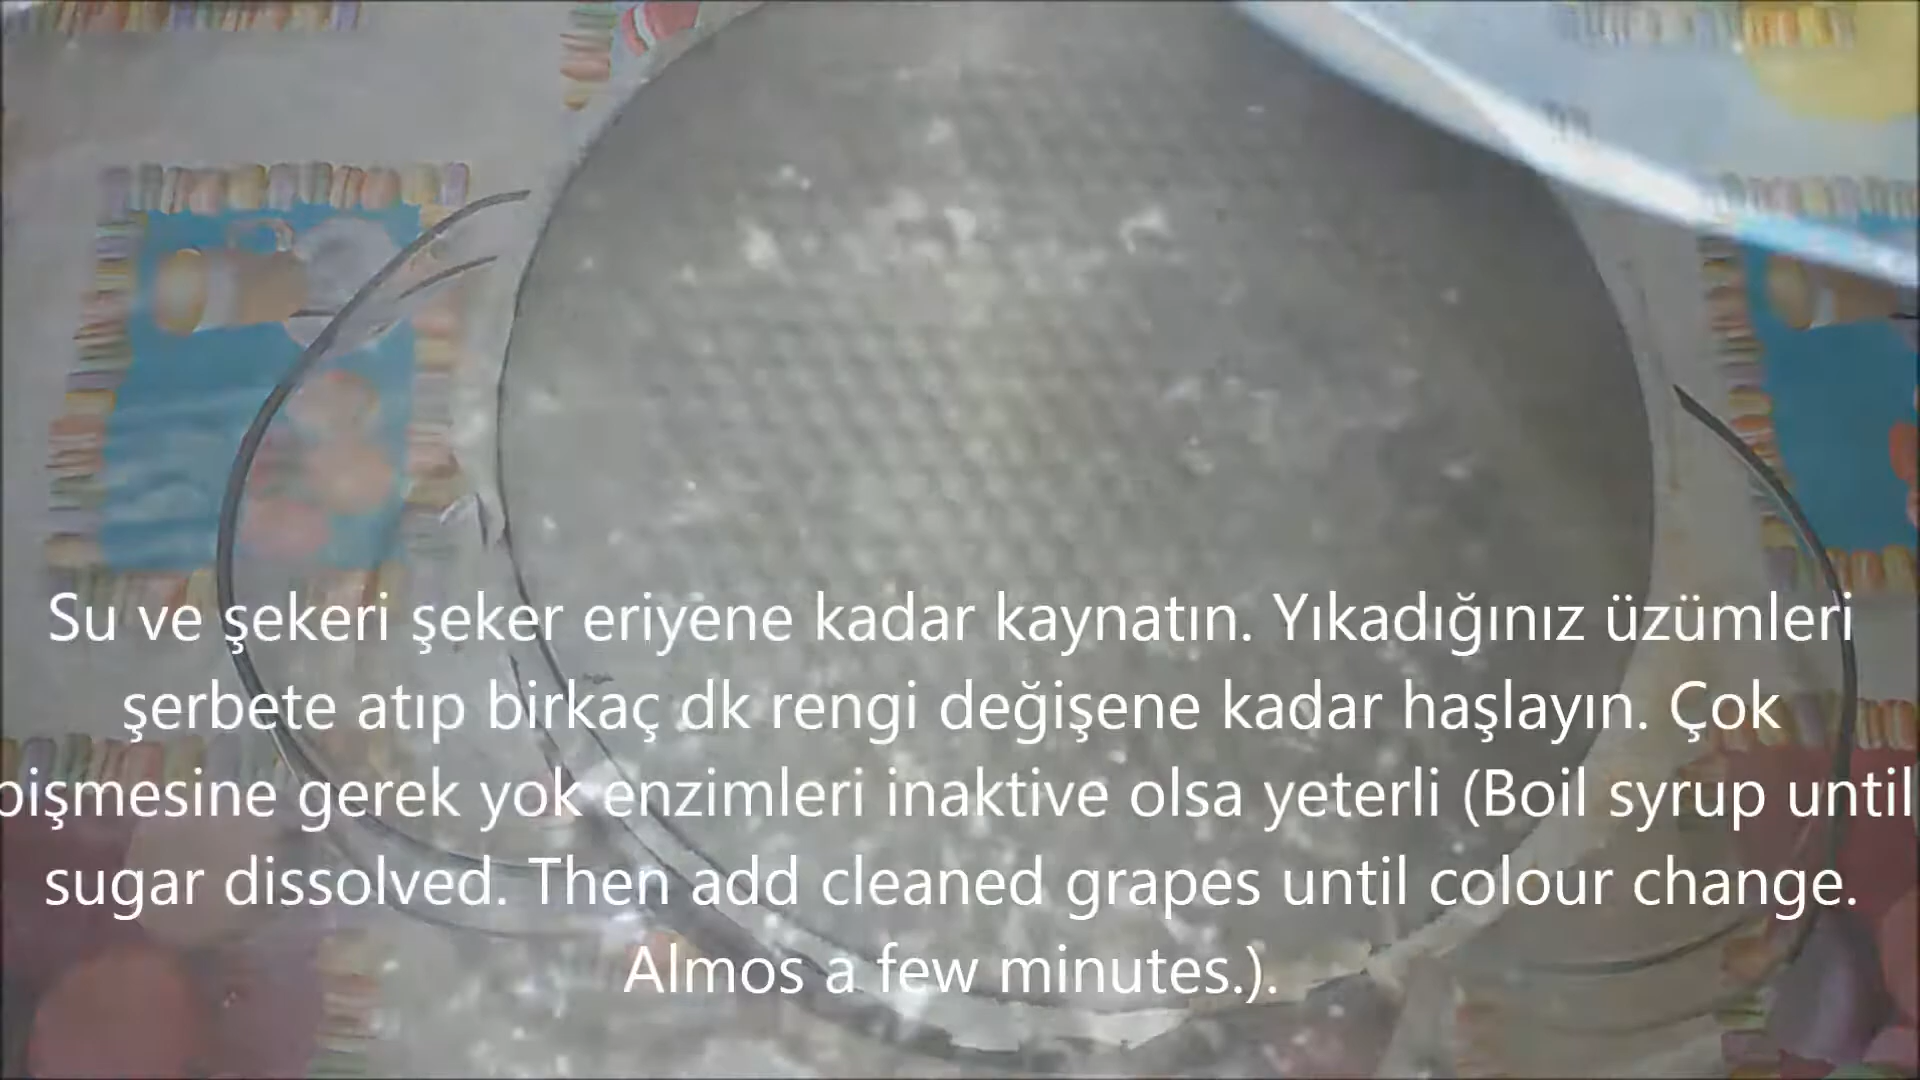 Su ve şekeri şeker eriyene kadar kaynatın. Yıkadığınız üzümleri
şerbete atıp birkaç dk rengi değişene kadar haşlayın. Çok
pişmesine gerek yok enzimleri inaktive olsa yeterli (Boil syrup until
sugar dissolved. Then add cleaned grapes until colour change.
Almos a few minutes.).